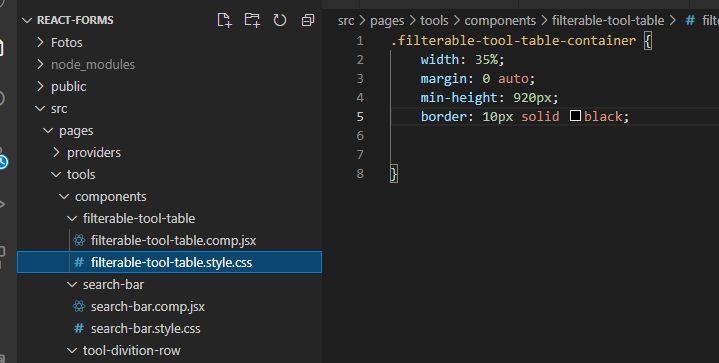 REACT-FORMS
Fotos
node_modules
public
src
pages
providers
tools
components
filterable-tool-table
filterable-tool-table.comp.jsx
# filterable-tool-table.style.css
search-bar
search-bar.comp.jsx
# search-bar.style.css
tool-divition-row
src > pages > tools > components > filterable-tool-table > #
1 .filterable-tool-table-container {
2 width: 35%;
3 margin: 0 auto;
4 min-height: 920px;
5 border: 10px solid black;
6
7
8 }